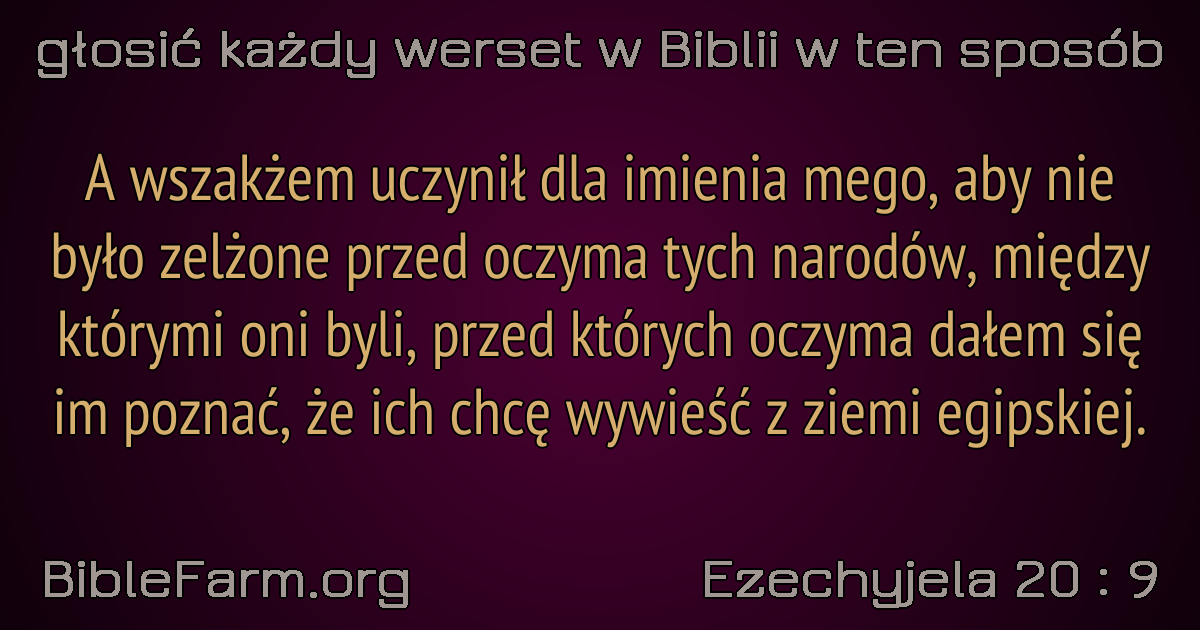 głosić każdy werset w Biblii w ten sposób
A wszakżem uczynił dla imienia mego, aby nie
było zelżone przed oczyma tych narodów, między
którymi oni byli, przed których oczyma dałem się
im poznać, że ich chcę wywieść z ziemi egipskiej.
BibleFarm.org
Ezechyjela 20 : 9